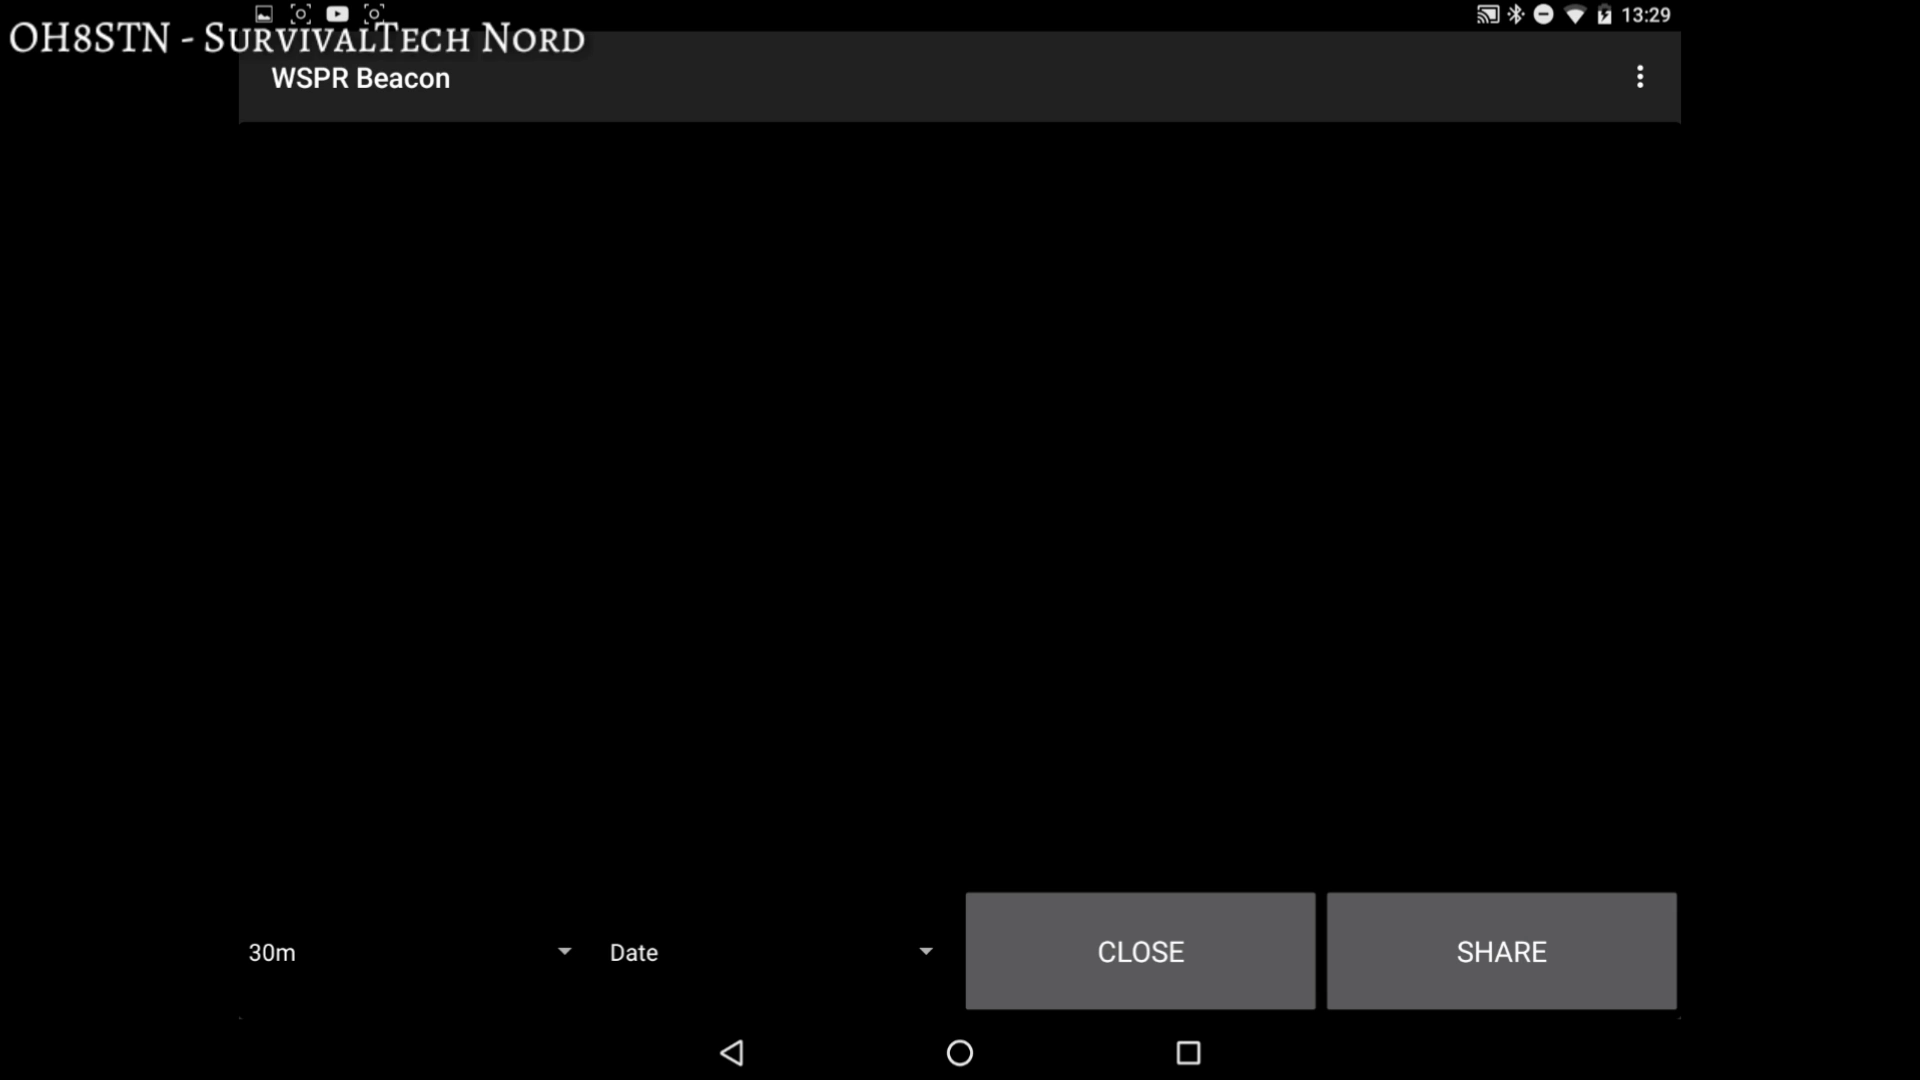 13:29
OH8STN - SurvivalTech Nord
WSPR Beacon
30m
Date
CLOSE
SHARE